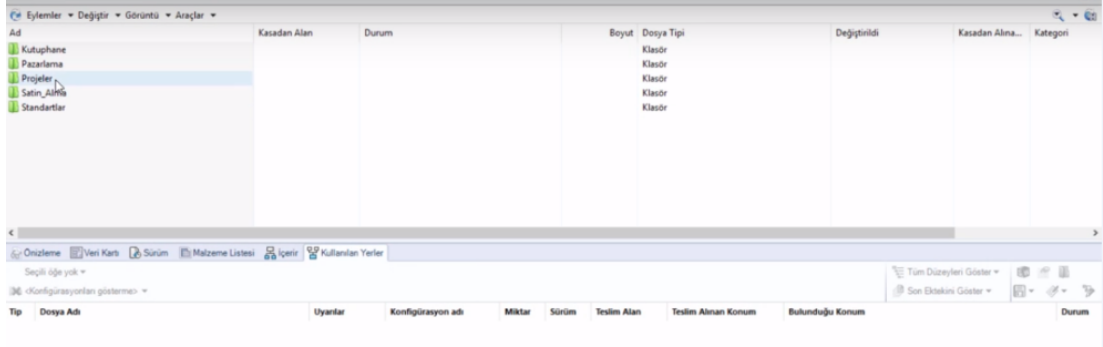 Eylemler Değiştir Görüntü Araçlar
Ad Kasadan Alan Durum Boyut Dosya Tipi Değiştirildi Kasadan Alına... Kategori
Kutuphane Klasör
Pazarlama Klasör
Projeler Klasör
Satin_Alma Klasör
Standartlar Klasör
Önizleme Veri Kartı Sürüm Malzeme Listesi İçerir Kullanılan Yerler
Seçili öğe yok Tüm Düzeyleri Göster
<Konfigürasyonları gösterme> Son Ektekini Göster
Tip Dosya Adı Uyarılar Konfigürasyon adı Miktar Sürüm Teslim Alan Teslim Alınan Konum Bulunduğu Konum Durum